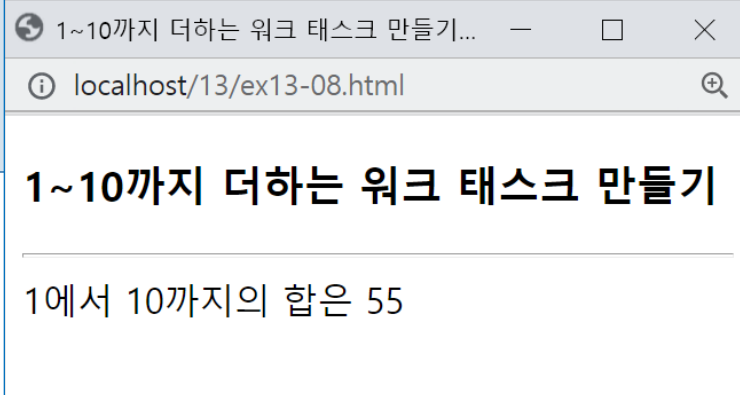 1~10까지 더하는 워크 태스크 만들기...
localhost/13/ex13-08.html
1~10까지 더하는 워크 태스크 만들기
1에서 10까지의 합은 55